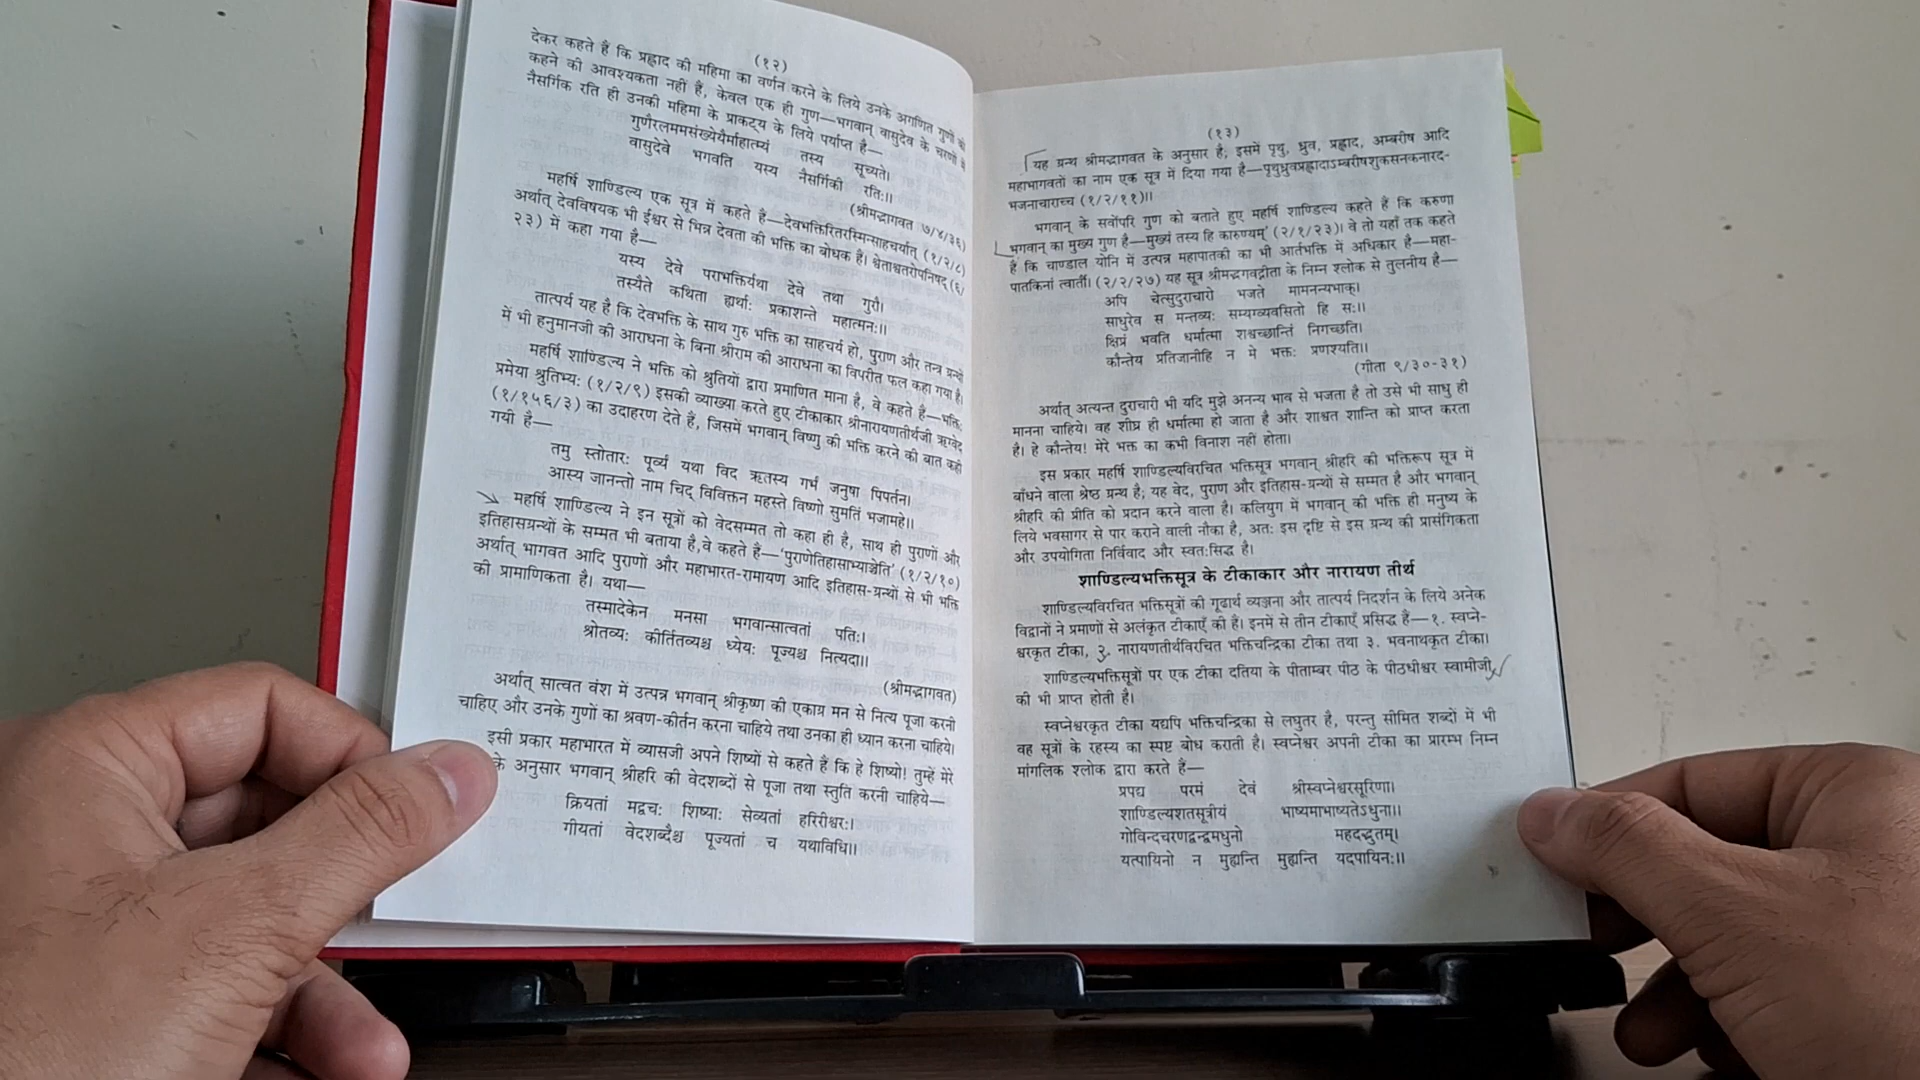 (१२)
देकर कहते हैं कि प्रह्लाद की महिमा का वर्णन करने के लिये उनके अगणित गुणों को
कहने की आवश्यकता नहीं हैं, केवल एक ही गुण—भगवान् वासुदेव के चरणों में
नैसर्गिक रति ही उनकी महिमा के प्राकट्य के लिये पर्याप्त है—
गुणैरलममसंख्येयैर्माहात्म्यं तस्य सूच्यते।
वासुदेवे भगवति यस्य नैसर्गिकी रतिः॥
(श्रीमद्भागवत ७/४/३६)
महर्षि शाण्डिल्य एक सूत्र में कहते हैं—देवभक्तिरितरस्मिन्साहचर्यात् (१/२/८)
अर्थात् देवविषयक भी ईश्वर से भिन्न देवता की भक्ति का बोधक है। श्वेताश्वतरोपनिषद् (६/
२३) में कहा गया है—
यस्य देवे पराभक्तिर्यथा देवे तथा गुरौ।
तस्यैते कथिता ह्यर्थाः प्रकाशन्ते महात्मनः॥
तात्पर्य यह है कि देवभक्ति के साथ गुरु भक्ति का साहचर्य हो, पुराण और तन्त्र ग्रन्थों
में भी हनुमानजी की आराधना के बिना श्रीराम की आराधना का विपरीत फल कहा गया है।
महर्षि शाण्डिल्य ने भक्ति को श्रुतियों द्वारा प्रमाणित माना है, वे कहते है—भक्तिः
प्रमेया श्रुतिभ्यः (१/२/९) इसकी व्याख्या करते हुए टीकाकार श्रीनारायणतीर्थजी ऋग्वेद
(१/१५६/३) का उदाहरण देते हैं, जिसमें भगवान् विष्णु की भक्ति करने की बात कही
गयी है—
तमु स्तोतारः पूर्व्यं यथा विद ऋतस्य गर्भं जनुषा पिपर्तन।
आस्य जानन्तो नाम चिद् विविक्तन महस्ते विष्णो सुमतिं भजामहे॥
महर्षि शाण्डिल्य ने इन सूत्रों को वेदसम्मत तो कहा ही है, साथ ही पुराणों और
इतिहासग्रन्थों के सम्मत भी बताया है,वे कहते है—'पुराणेतिहासाभ्याञ्चेति' (१/२/१०)
अर्थात् भागवत आदि पुराणों और महाभारत-रामायण आदि इतिहास-ग्रन्थों से भी भक्ति
की प्रामाणिकता है। यथा—
तस्मादेकेन मनसा भगवान्सात्वतां पतिः।
श्रोतव्यः कीर्तितव्यश्च ध्येयः पूज्यश्च नित्यदा॥
(श्रीमद्भागवत)
अर्थात् सात्वत वंश में उत्पन्न भगवान् श्रीकृष्ण की एकाग्र मन से नित्य पूजा करनी
चाहिए और उनके गुणों का श्रवण-कीर्तन करना चाहिये तथा उनका ही ध्यान करना चाहिये।
इसी प्रकार महाभारत में व्यासजी अपने शिष्यों से कहते हैं कि हे शिष्यो! तुम्हें मेरे
के अनुसार भगवान् श्रीहरि की वेदशब्दों से पूजा तथा स्तुति करनी चाहिये—
क्रियतां मद्वचः शिष्याः सेव्यतां हरिरीश्वरः।
गीयतां वेदशब्दैश्च पूज्यतां च यथाविधि॥
(१३)
यह ग्रन्थ श्रीमद्भागवत के अनुसार है; इसमें पृथु, ध्रुव, प्रह्लाद, अम्बरीष आदि
महाभागवतों का नाम एक सूत्र में दिया गया है—पृथुध्रुवप्रह्लादाऽम्बरीषशुकसनकनारद-
भजनाचाराच्च (१/२/११)॥
भगवान् के सर्वोपरि गुण को बताते हुए महर्षि शाण्डिल्य कहते हैं कि करुणा
भगवान् का मुख्य गुण है—मुख्यं तस्य हि कारुण्यम्' (२/१/२३)। वे तो यहाँ तक कहते
हैं कि चाण्डाल योनि में उत्पन्न महापातकी का भी आर्तभक्ति में अधिकार है—महा-
पातकिनां त्वार्तौ। (२/२/२७) यह सूत्र श्रीमद्भगवद्गीता के निम्न श्लोक से तुलनीय है—
अपि चेत्सुदुराचारो भजते मामनन्यभाक्।
साधुरेव स मन्तव्यः सम्यग्व्यवसितो हि सः॥
क्षिप्रं भवति धर्मात्मा शश्वच्छान्तिं निगच्छति।
कौन्तेय प्रतिजानीहि न मे भक्तः प्रणश्यति॥
(गीता ९/३०-३१)
अर्थात् अत्यन्त दुराचारी भी यदि मुझे अनन्य भाव से भजता है तो उसे भी साधु ही
मानना चाहिये। वह शीघ्र ही धर्मात्मा हो जाता है और शाश्वत शान्ति को प्राप्त करता
है। हे कौन्तेय! मेरे भक्त का कभी विनाश नहीं होता।
इस प्रकार महर्षि शाण्डिल्यविरचित भक्तिसूत्र भगवान् श्रीहरि की भक्तिरूप सूत्र में
बाँधने वाला श्रेष्ठ ग्रन्थ है; यह वेद, पुराण और इतिहास-ग्रन्थों से सम्मत है और भगवान्
श्रीहरि की प्रीति को प्रदान करने वाला है। कलियुग में भगवान् की भक्ति ही मनुष्य के
लिये भवसागर से पार कराने वाली नौका है, अतः इस दृष्टि से इस ग्रन्थ की प्रासंगिकता
और उपयोगिता निर्विवाद और स्वतःसिद्ध है।
शाण्डिल्यभक्तिसूत्र के टीकाकार और नारायण तीर्थ
शाण्डिल्यविरचित भक्तिसूत्रों की गूढार्थ व्यञ्जना और तात्पर्य निदर्शन के लिये अनेक
विद्वानों ने प्रमाणों से अलंकृत टीकाएँ की हैं। इनमें से तीन टीकाएँ प्रसिद्ध हैं—१. स्वप्ने-
श्वरकृत टीका, २. नारायणतीर्थविरचित भक्तिचन्द्रिका टीका तथा ३. भवनाथकृत टीका।
शाण्डिल्यभक्तिसूत्रों पर एक टीका दतिया के पीताम्बर पीठ के पीठधीश्वर स्वामीजी
की भी प्राप्त होती है।
स्वप्नेश्वरकृत टीका यद्यपि भक्तिचन्द्रिका से लघुतर है, परन्तु सीमित शब्दों में भी
वह सूत्रों के रहस्य का स्पष्ट बोध कराती है। स्वप्नेश्वर अपनी टीका का प्रारम्भ निम्न
मांगलिक श्लोक द्वारा करते हैं—
प्रपद्य परमं देवं श्रीस्वप्नेश्वरसूरिणा।
शाण्डिल्यशतसूत्रीयं भाष्यमाभाष्यतेऽधुना॥
गोविन्दचरणद्वन्द्वमधुनो महदद्भुतम्।
यत्पायिनो न मुह्यन्ति मुह्यन्ति यदपायिनः॥